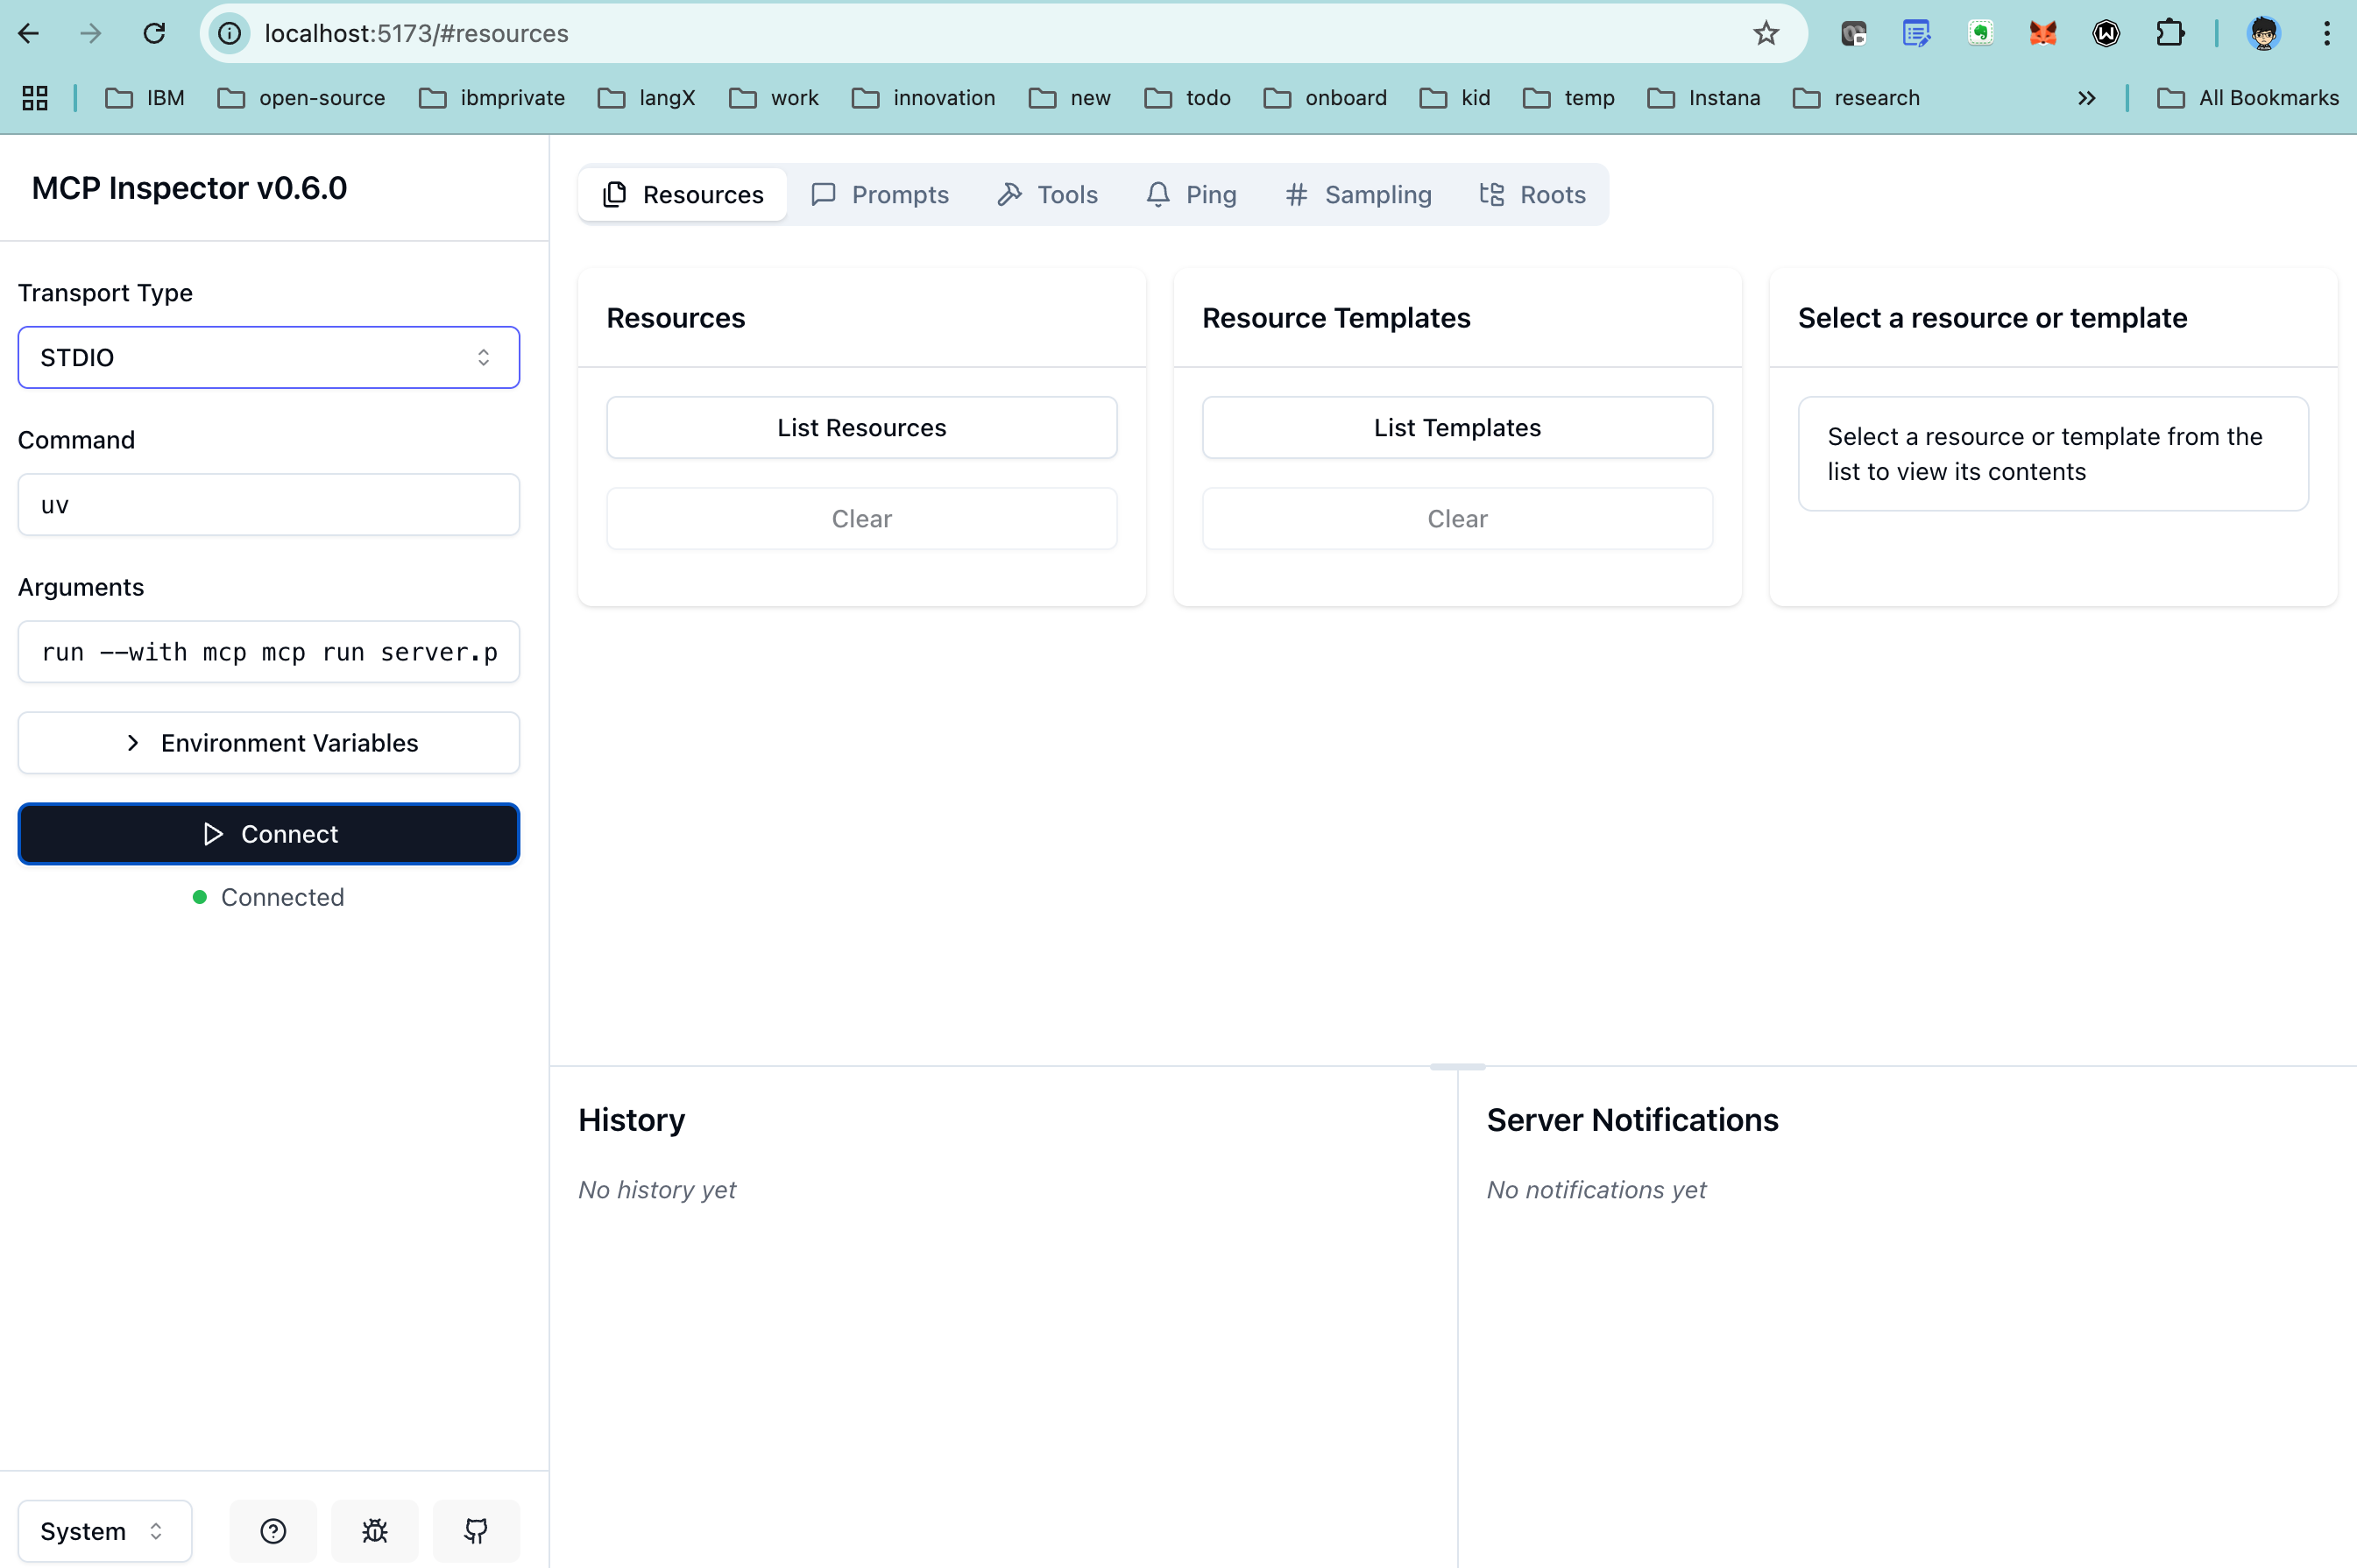 localhost:5173/#resources
IBM
open-source
ibmprivate
langX
work
innovation
new
todo
onboard
kid
temp
Instana
research
All Bookmarks
MCP Inspector v0.6.0
Transport Type
STDIO
Command
uv
Arguments
run --with mcp mcp run server.p
Environment Variables
Connect
Connected
System
Resources
Prompts
Tools
Ping
Sampling
Roots
Resources
List Resources
Clear
Resource Templates
List Templates
Clear
Select a resource or template
Select a resource or template from the
list to view its contents
History
No history yet
Server Notifications
No notifications yet